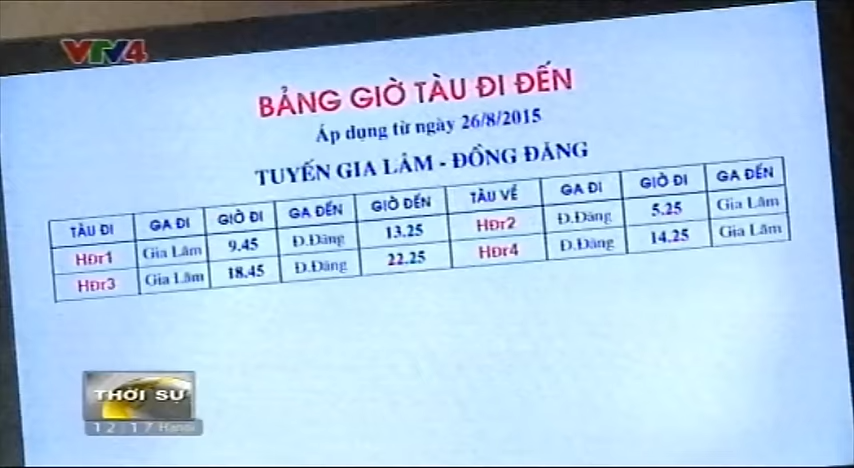 VTV4
BẢNG GIỜ TÀU ĐI ĐẾN
Áp dụng từ ngày 26/8/2015
TUYẾN GIA LÂM - ĐỒNG ĐĂNG
TÀU ĐI GA ĐI GIỜ ĐI GA ĐẾN GIỜ ĐẾN TÀU VỀ GA ĐI GIỜ ĐI GA ĐẾN
HĐr1 Gia Lâm 9.45 Đ.Đăng 13.25 HĐr2 Đ.Đăng 5.25 Gia Lâm
HĐr3 Gia Lâm 18.45 Đ.Đăng 22.25 HĐr4 Đ.Đăng 14.25 Gia Lâm
THỜI SỰ
12:17 Hanoi